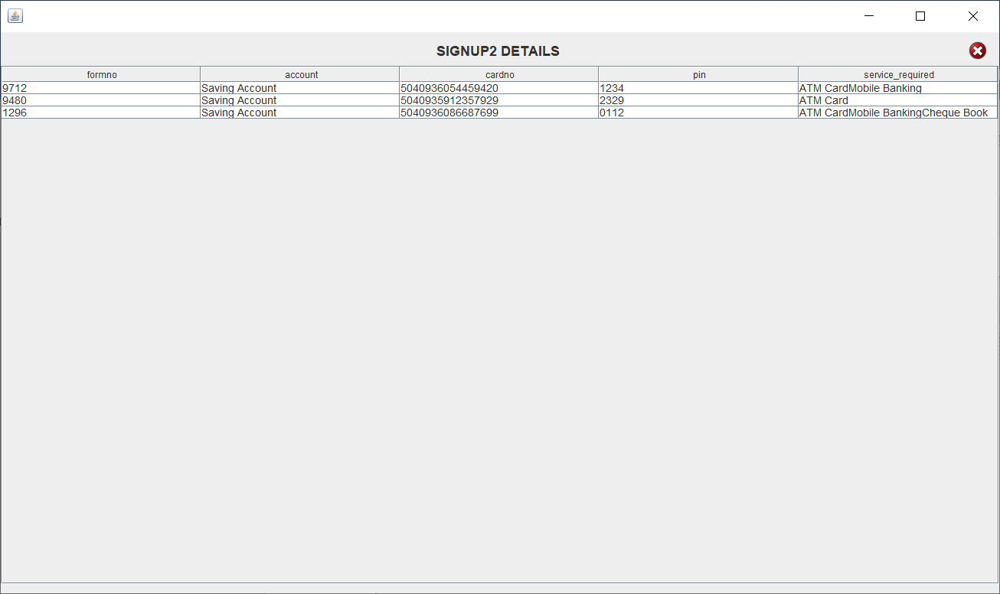 SIGNUP2 DETAILS
formno account cardno pin service_required
9712 Saving Account 5040936054459420 1234 ATM CardMobile Banking
9480 Saving Account 5040935912357929 2329 ATM Card
1296 Saving Account 5040936086687699 0112 ATM CardMobile BankingCheque Book